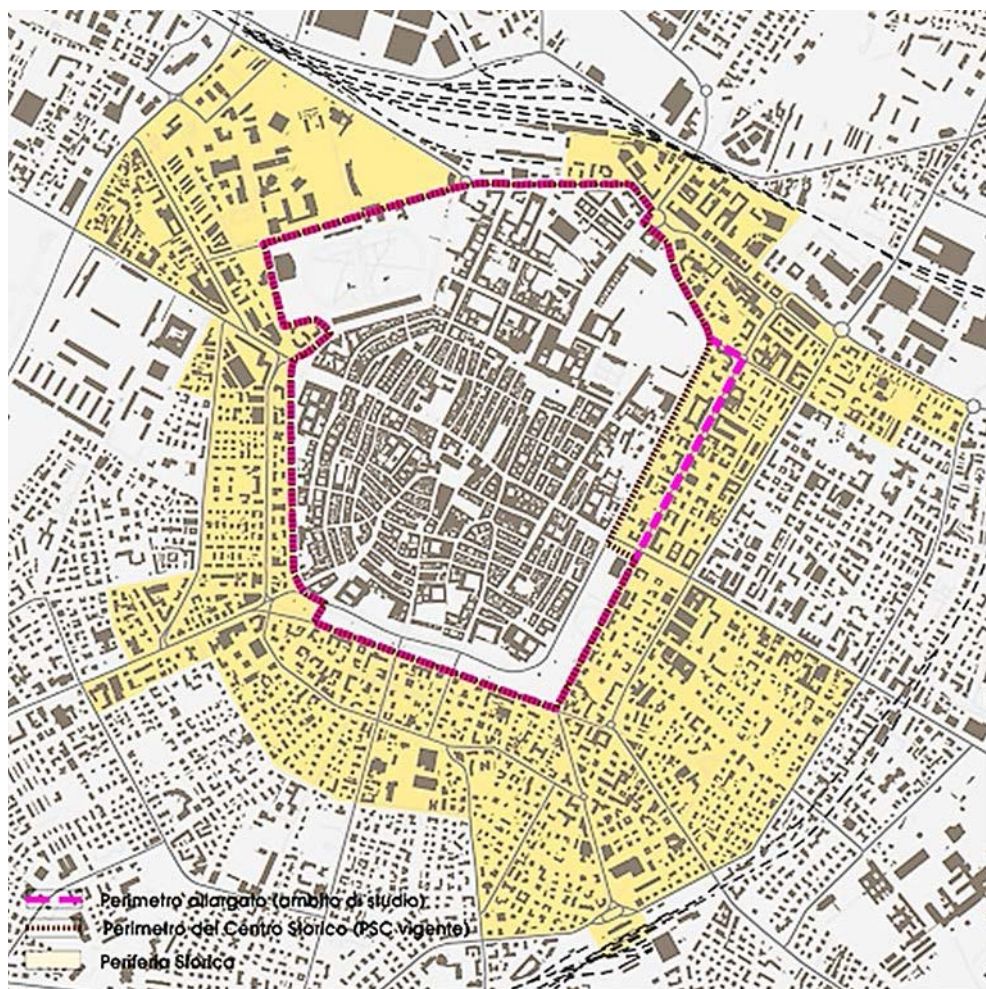 Perimetro allargato (ambito di studio)
Perimetro del Centro Storico (PSC vigente)
Periferia Storica